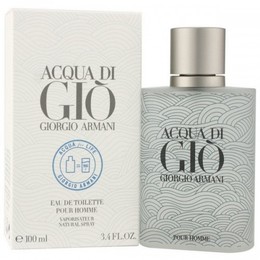 ACQUA DI
GIÒ
GIORGIO ARMANI
ACQUA for LIFE
GIORGIO ARMANI
EAU DE TOILETTE
POUR HOMME
VAPORISATEUR
NATURAL SPRAY
℮ 100 ml 3.4 FL.OZ.
ACQUA DI
GIÒ
GIORGIO ARMANI
POUR HOMME